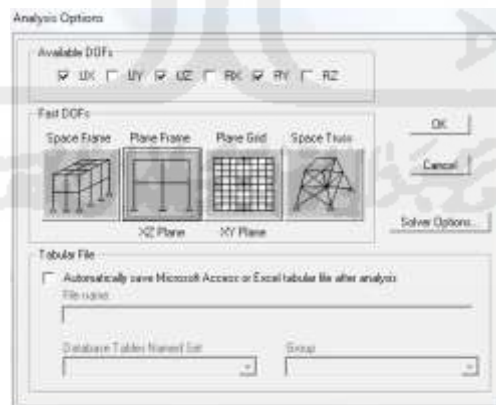 Analysis Options
Available DOFs
UX UY UZ RX RY RZ
Fast DOFs
Space Frame Plane Frame Plane Grid Space Truss
XZ Plane XY Plane
OK
Cancel
Solver Options...
Tabular File
Automatically save Microsoft Access or Excel tabular file after analysis
File name
Database Tables Named Set Group